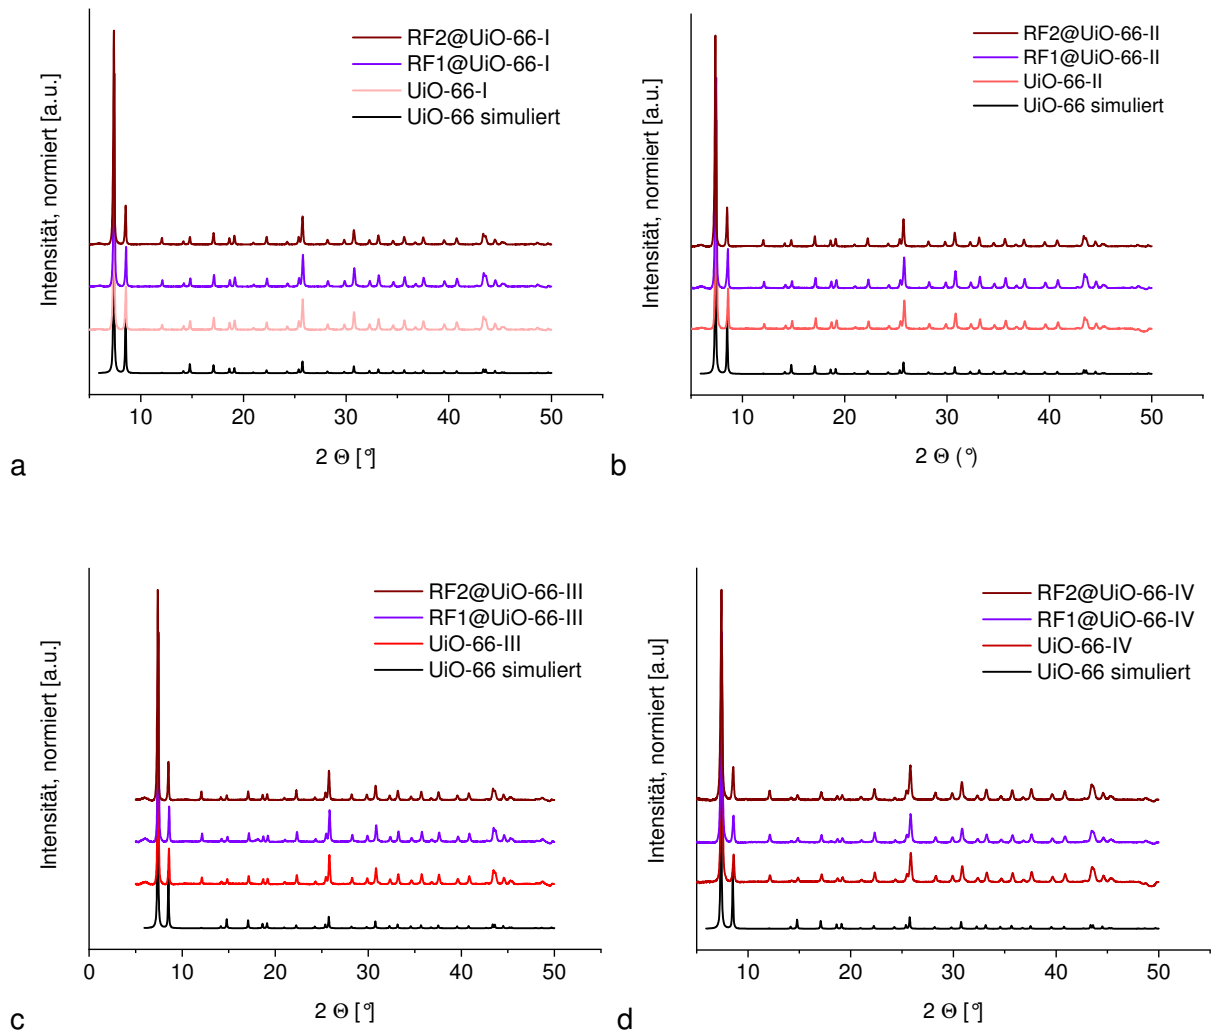 RF2@UiO-66-I
RF1@UiO-66-I
UiO-66-I
UiO-66 simuliert
Intensität, normiert [a.u.]
10 20 30 40 50
2 Θ [°]
a
RF2@UiO-66-II
RF1@UiO-66-II
UiO-66-II
UiO-66 simuliert
Intensität, normiert [a.u.]
10 20 30 40 50
2 Θ (°)
b
RF2@UiO-66-III
RF1@UiO-66-III
UiO-66-III
UiO-66 simuliert
Intensität, normiert [a.u.]
0 10 20 30 40 50
2 Θ [°]
c
RF2@UiO-66-IV
RF1@UiO-66-IV
UiO-66-IV
UiO-66 simuliert
Intensität, normiert [a.u]
10 20 30 40 50
2 Θ [°]
d